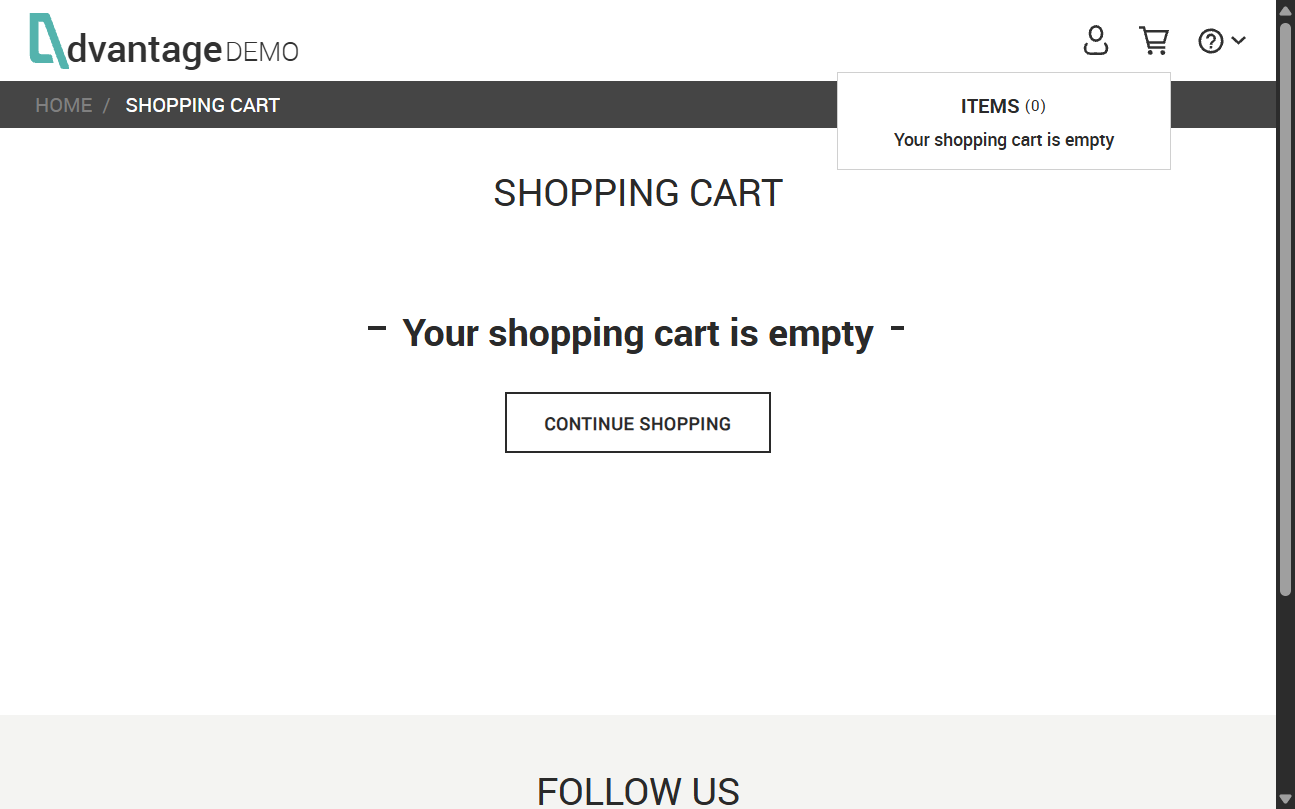 dvantage DEMO
HOME / SHOPPING CART
ITEMS (0)
Your shopping cart is empty
SHOPPING CART
- Your shopping cart is empty -
CONTINUE SHOPPING
FOLLOW US